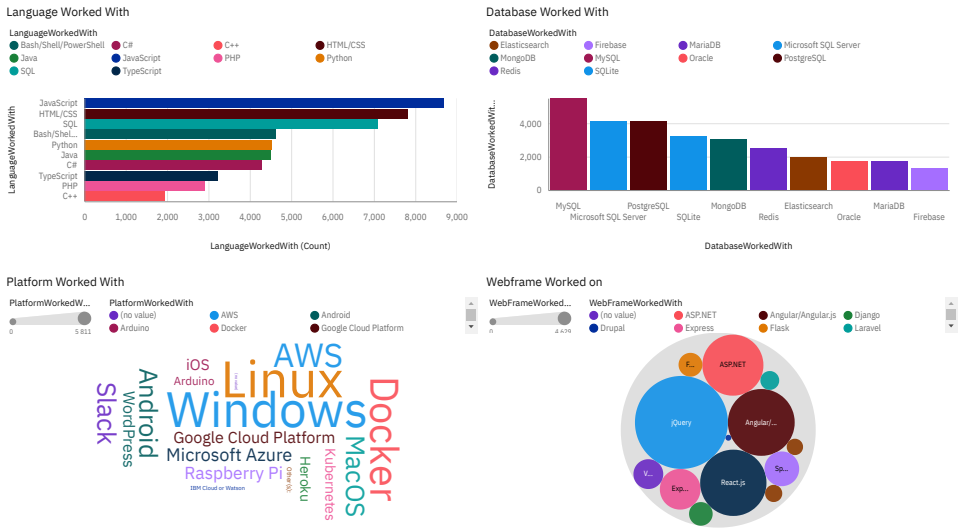 Language Worked With
LanguageWorkedWith
Bash/Shell/PowerShell C# C++ HTML/CSS
Java JavaScript PHP Python
SQL TypeScript
LanguageWorkedWith
JavaScript
HTML/CSS
SQL
Bash/Shel...
Python
Java
C#
TypeScript
PHP
C++
0 1,000 2,000 3,000 4,000 5,000 6,000 7,000 8,000 9,000
LanguageWorkedWith (Count)
Database Worked With
DatabaseWorkedWith
Elasticsearch Firebase MariaDB Microsoft SQL Server
MongoDB MySQL Oracle PostgreSQL
Redis SQLite
DatabaseWorkedWit...
4,000
2,000
0
MySQL PostgreSQL MongoDB Elasticsearch MariaDB
Microsoft SQL Server SQLite Redis Oracle Firebase
DatabaseWorkedWith
Platform Worked With
PlatformWorkedW... PlatformWorkedWith
(no value) AWS Android
Arduino Docker Google Cloud Platform
0 5 811
AWS
iOS
Linux
Arduino
Android
Slack
WordPress
Windows
Docker
Google Cloud Platform
Microsoft Azure
MacOS
Raspberry Pi
Other(s):
Heroku
Kubernetes
IBM Cloud or Watson
Webframe Worked on
WebFrameWorked... WebFrameWorkedWith
(no value) ASP.NET Angular/Angular.js Django
Drupal Express Flask Laravel
0 4 629
F...
ASP.NET
jQuery
Angular/...
V...
Exp...
React.js
Sp...